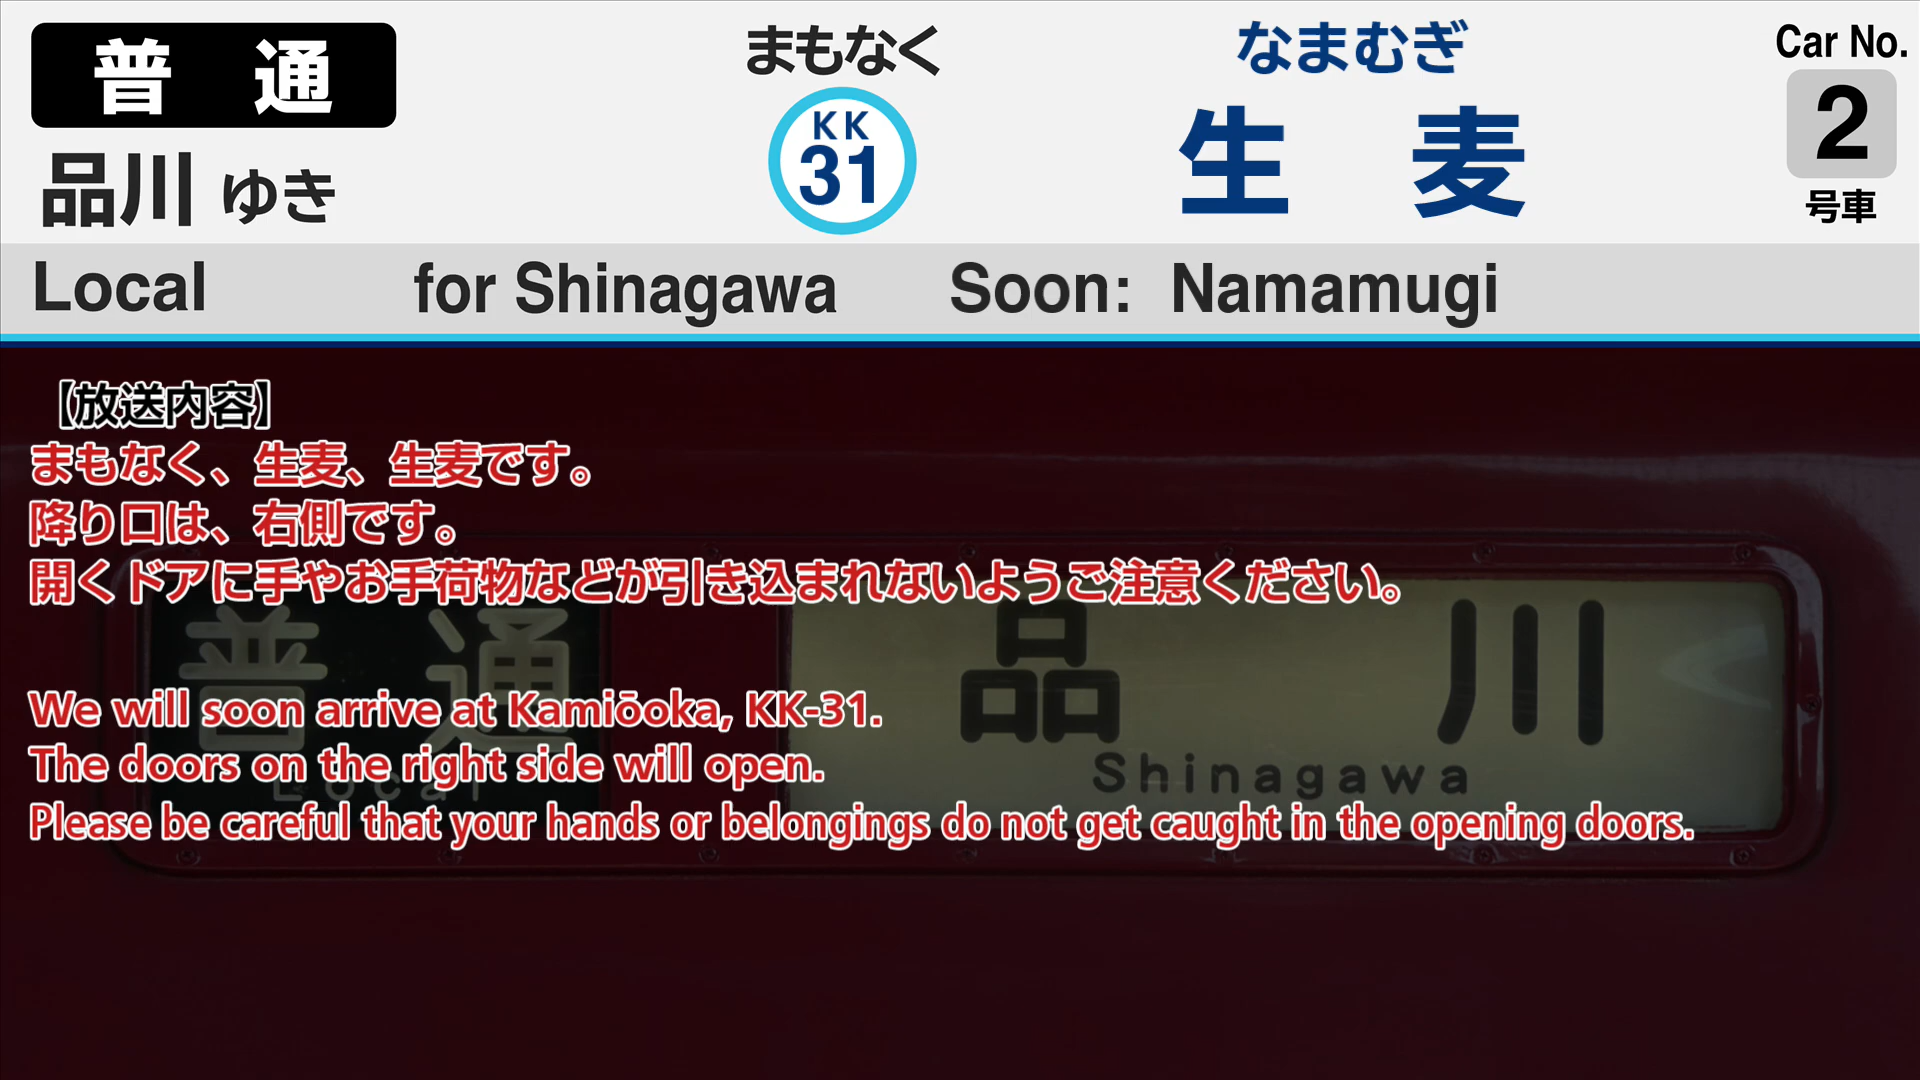 普通
品川 ゆき
まもなく
KK
31
なまむぎ
生麦
Car No.
2
号車
Local for Shinagawa Soon: Namamugi
【放送内容】
まもなく、生麦、生麦です。
降り口は、右側です。
開くドアに手やお手荷物などが引き込まれないようご注意ください。
We will soon arrive at Kamiōoka, KK-31.
The doors on the right side will open.
Please be careful that your hands or belongings do not get caught in the opening doors.
普通
Local
品川
Shinagawa